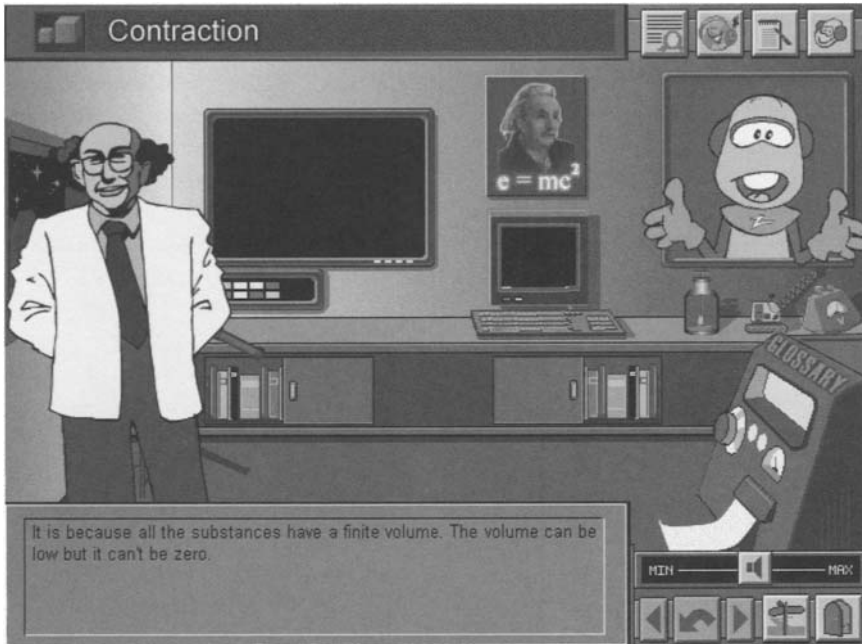 Contraction
e = mc²
GLOSSARY
It is because all the substances have a finite volume. The volume can be
low but it can't be zero.
MIN
MAX